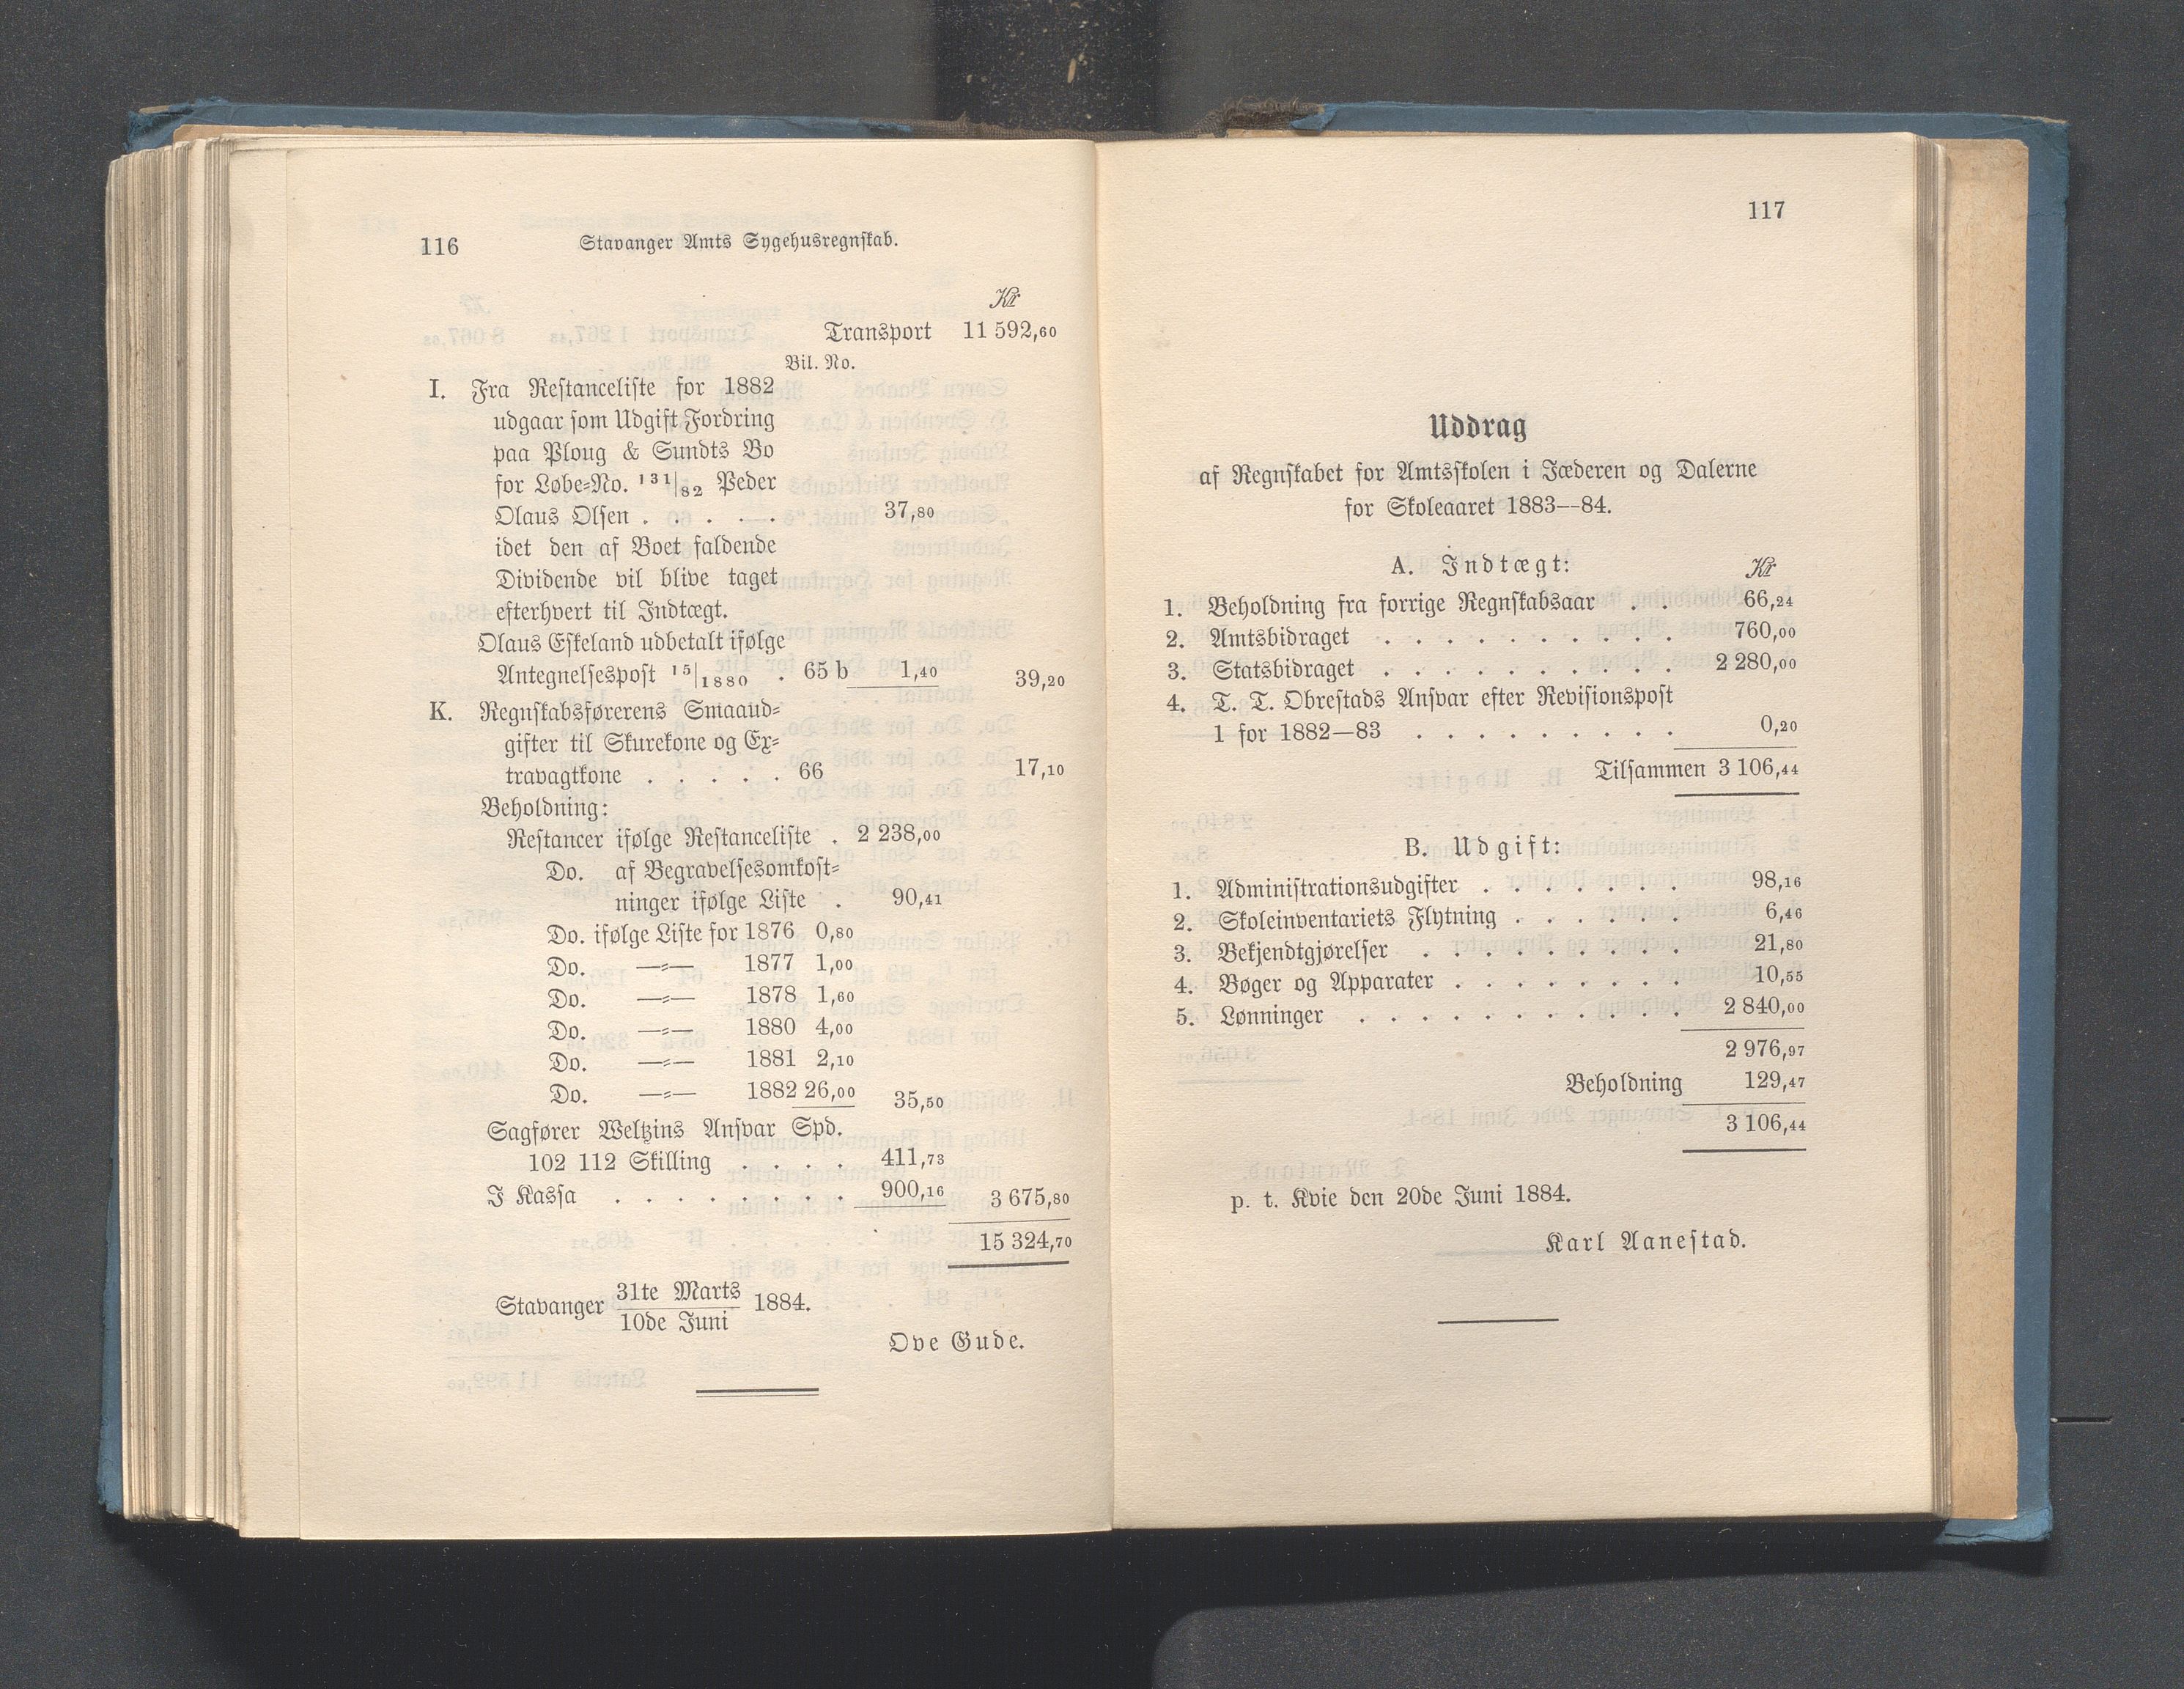 116 Stavanger Amts Sygehusregnskab.
Kr
Transport 11 592,60
Bil. No.
I. Fra Restanceliste for 1882
udgaar som Udgift Fordring
paa Ploug & Sundts Bo
for Løbe-No. 131/82 Peder
Olaus Olsen . . . . . 37,80
idet den af Boet faldende
Dividende vil blive taget
efterhvert til Indtægt.
Olaus Eskeland udbetalt ifølge
Antegnelsespost 15/1880 . 65 b 1,40 39,20
K. Regnskabsførerens Smaaud-
gifter til Skurekone og Ex-
travagtkone . . . . . 66 17,10
Beholdning:
Restancer ifølge Restanceliste . 2 238,00
Do. af Begravelsesomkost-
ninger ifølge Liste . 90,41
Do. ifølge Liste for 1876 0,80
Do. —„— 1877 1,00
Do. —„— 1878 1,60
Do. —„— 1880 4,00
Do. —„— 1881 2,10
Do. —„— 1882 26,00 35,50
Sagfører Weltzins Ansvar Spd.
102 112 Skilling . . . . 411,73
I Kassa . . . . . . . . 900,16 3 675,80
15 324,70
Stavanger 31te Marts / 10de Juni 1884.
Ove Gude.
117
Uddrag
af Regnskabet for Amtsskolen i Jæderen og Dalerne
for Skoleaaret 1883—84.
A. Indtægt: Kr
1. Beholdning fra forrige Regnskabsaar . . 66,24
2. Amtsbidraget . . . . . . . . . . 760,00
3. Statsbidraget . . . . . . . . . . 2 280,00
4. T. T. Obrestads Ansvar efter Revisionspost
1 for 1882—83 . . . . . . . . . 0,20
Tilsammen 3 106,44
B. Udgift:
1. Administrationsudgifter . . . . . . . 98,16
2. Skoleinventariets Flytning . . . . . . 6,46
3. Bekjendtgjørelser . . . . . . . . . 21,80
4. Bøger og Apparater . . . . . . . . 10,55
5. Lønninger . . . . . . . . . . . 2 840,00
2 976,97
Beholdning 129,47
3 106,44
p. t. Kvie den 20de Juni 1884.
Karl Aanestad.